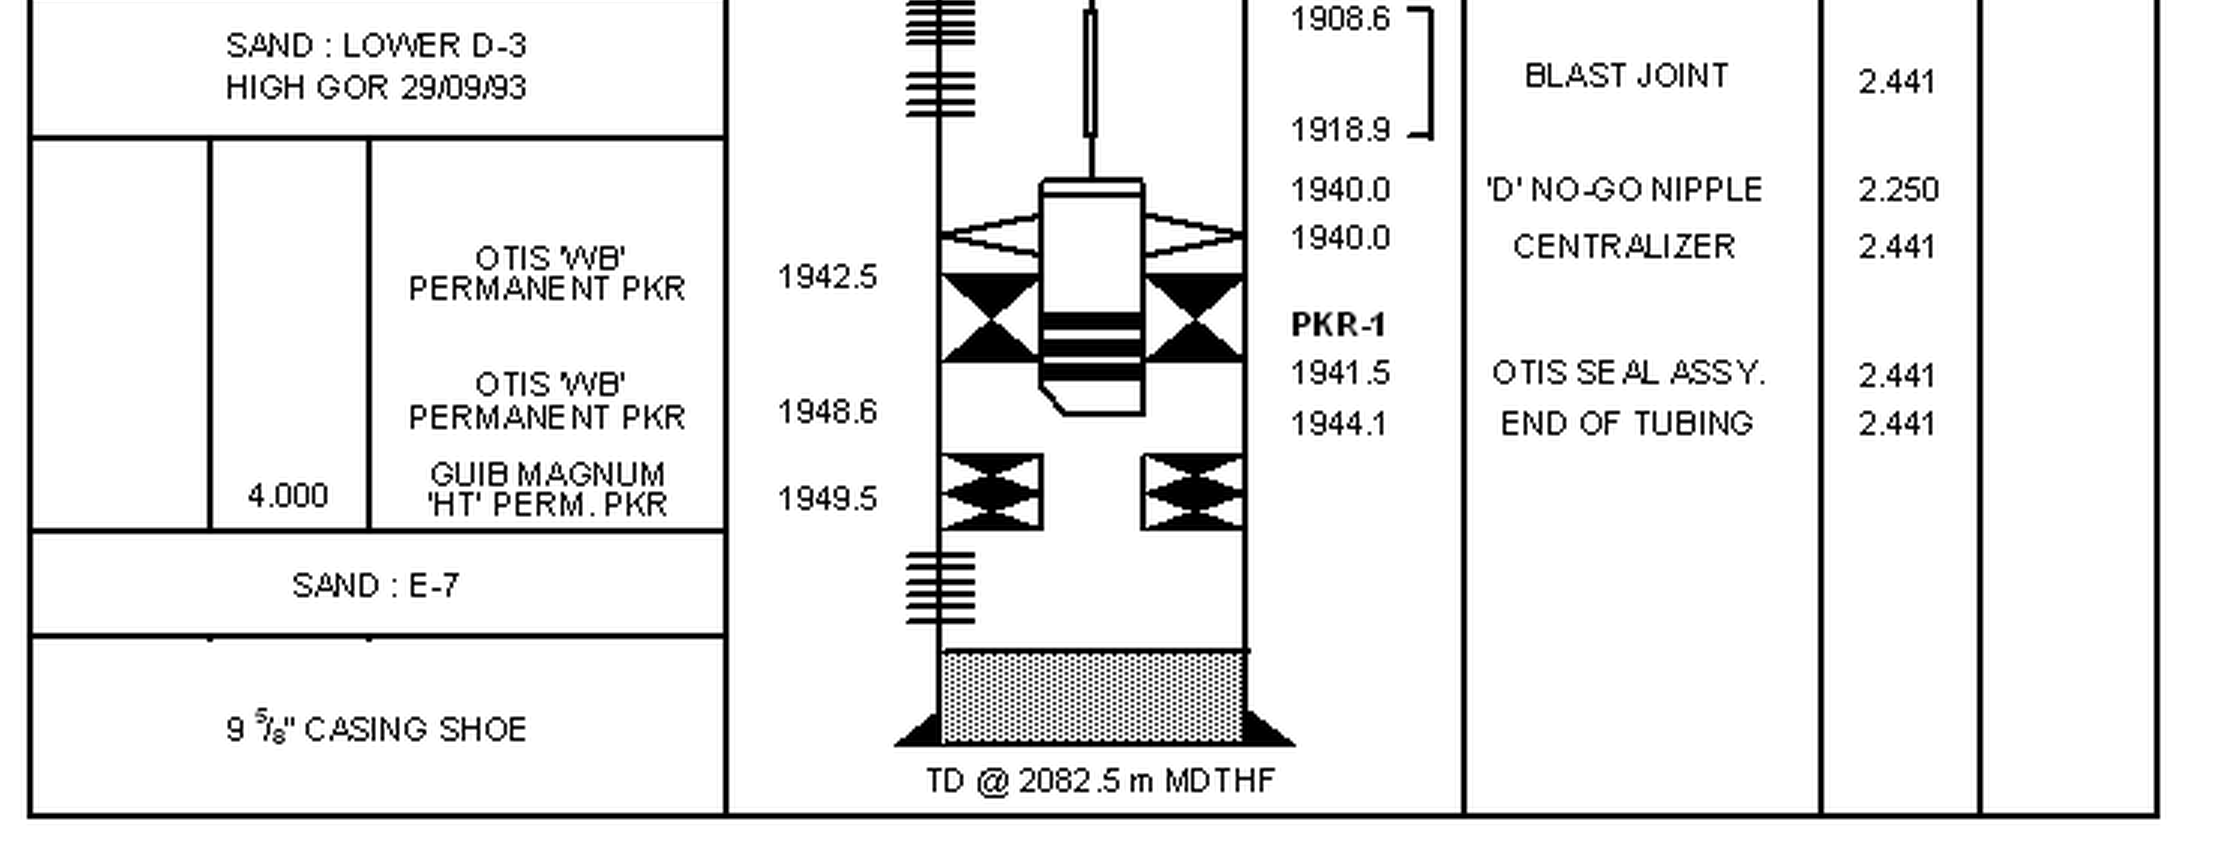 SAND : LOWER D-3
HIGH GOR 29/09/93
1908.6
BLAST JOINT 2.441
1918.9
1940.0 'D' NO-GO NIPPLE 2.250
1940.0 CENTRALIZER 2.441
OTIS 'WB'
PERMANENT PKR
1942.5
PKR-1
1941.5 OTIS SEAL ASSY. 2.441
OTIS 'WB'
PERMANENT PKR
1948.6
1944.1 END OF TUBING 2.441
4.000
GUIB MAGNUM
'HT' PERM. PKR
1949.5
SAND : E-7
9 5/8" CASING SHOE
TD @ 2082.5 m MDTHF